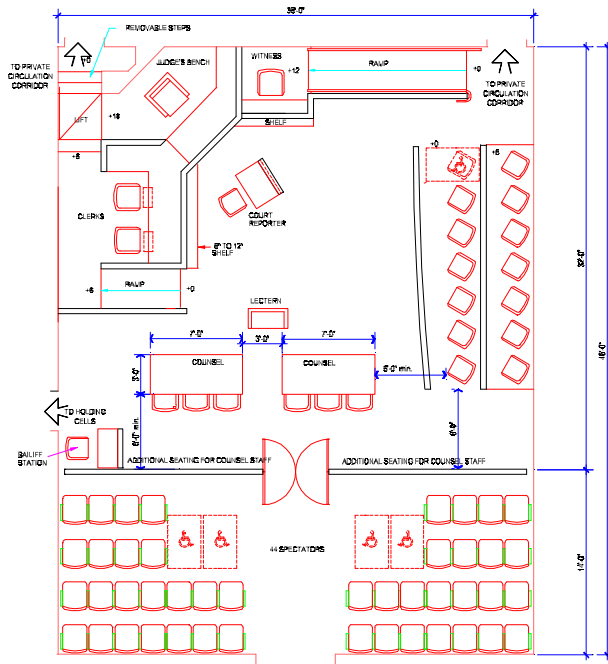 36'-0"
REMOVABLE STEPS
+6
TO PRIVATE
CIRCULATION
CORRIDOR
JUDGE'S BENCH
WITNESS
+12
RAMP
+0
TO PRIVATE
CIRCULATION
CORRIDOR
LIFT
+18
SHELF
+6
+0
+6
CLERKS
COURT
REPORTER
6" TO 12"
SHELF
32'-0"
46'-0"
+6
RAMP
+0
LECTERN
7'-0"
3'-0"
7'-0"
COUNSEL
COUNSEL
3'-0"
6'-0" min.
TO HOLDING
CELLS
6'-0" min.
BAILIFF
STATION
ADDITIONAL SEATING FOR COUNSEL STAFF
ADDITIONAL SEATING FOR COUNSEL STAFF
44 SPECTATORS
14'-0"